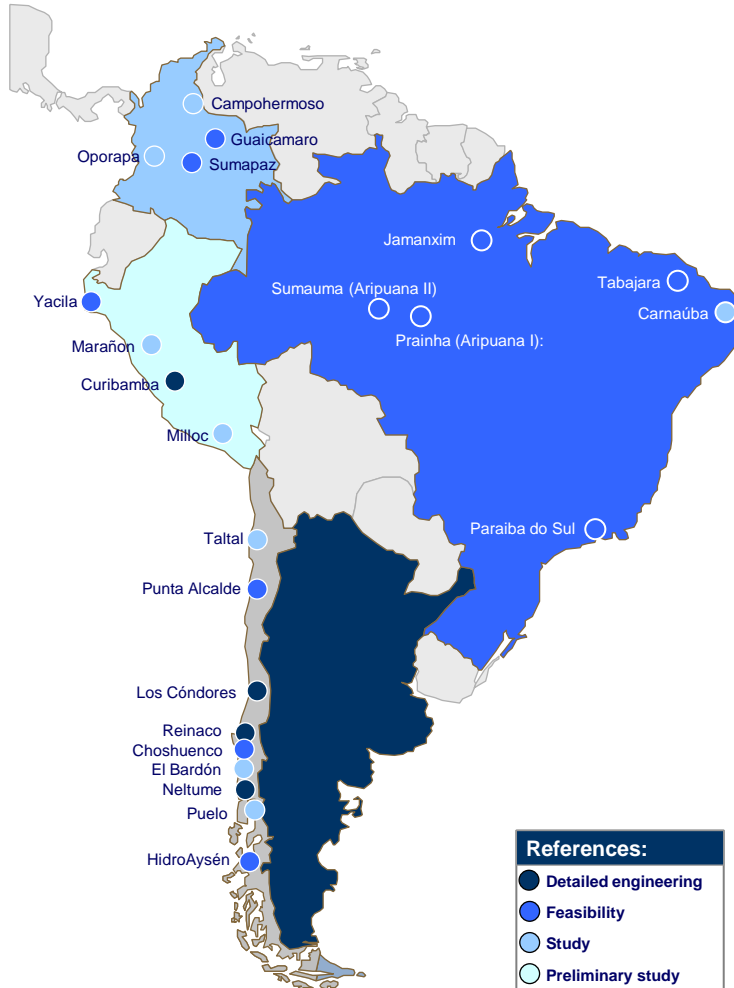 Campohermoso
Guaicamaro
Oporapa
Sumapaz
Jamanxim
Tabajara
Sumauma (Aripuana II)
Yacila
Carnaúba
Prainha (Aripuana I):
Marañon
Curibamba
Milloc
Paraiba do Sul
Taltal
Punta Alcalde
Los Cóndores
Reinaco
Choshuenco
El Bardón
Neltume
Puelo
HidroAysén
References:
Detailed engineering
Feasibility
Study
Preliminary study